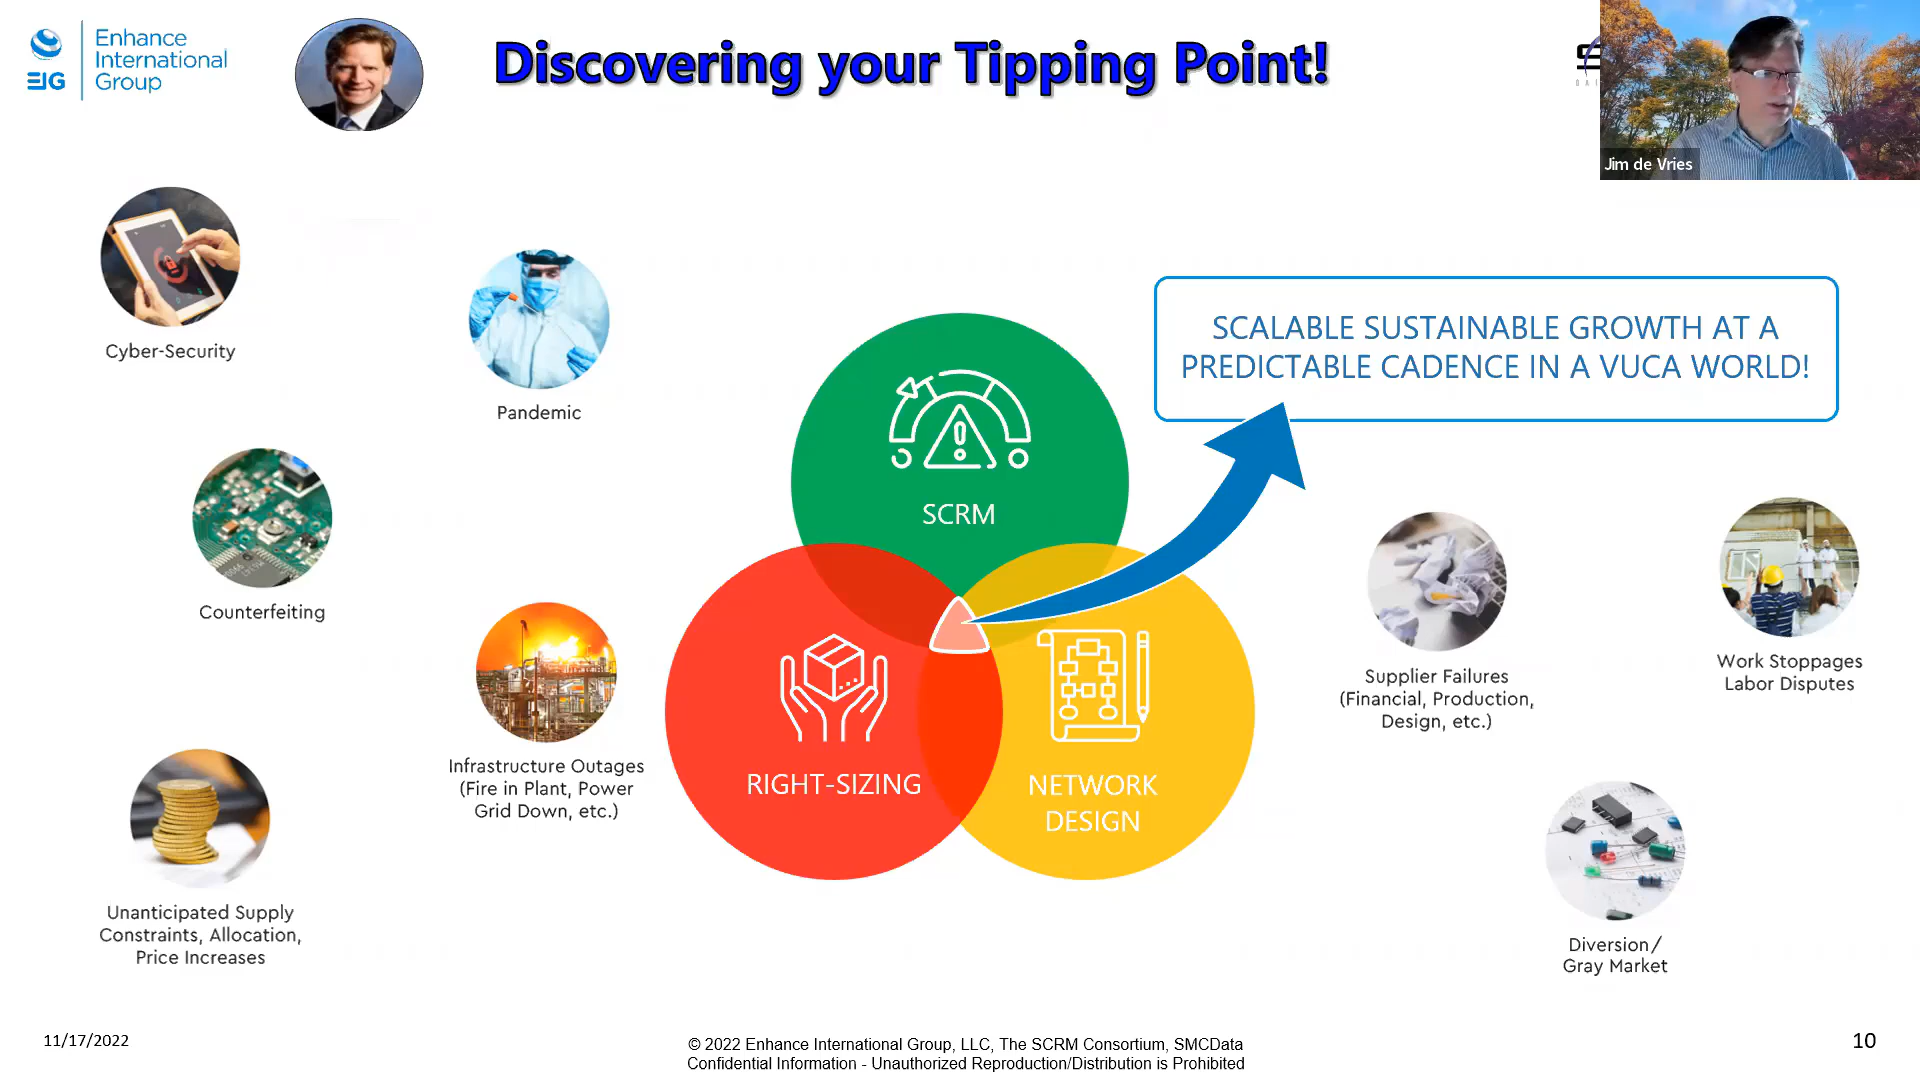 Enhance
International
Group
EIG
Discovering your Tipping Point!
Jim de Vries
Cyber-Security
Pandemic
SCALABLE SUSTAINABLE GROWTH AT A
PREDICTABLE CADENCE IN A VUCA WORLD!
SCRM
Counterfeiting
Supplier Failures
(Financial, Production,
Design, etc.)
Work Stoppages
Labor Disputes
Infrastructure Outages
(Fire in Plant, Power
Grid Down, etc.)
RIGHT-SIZING
NETWORK
DESIGN
Unanticipated Supply
Constraints, Allocation,
Price Increases
Diversion/
Gray Market
11/17/2022
© 2022 Enhance International Group, LLC, The SCRM Consortium, SMCData
Confidential Information - Unauthorized Reproduction/Distribution is Prohibited
10